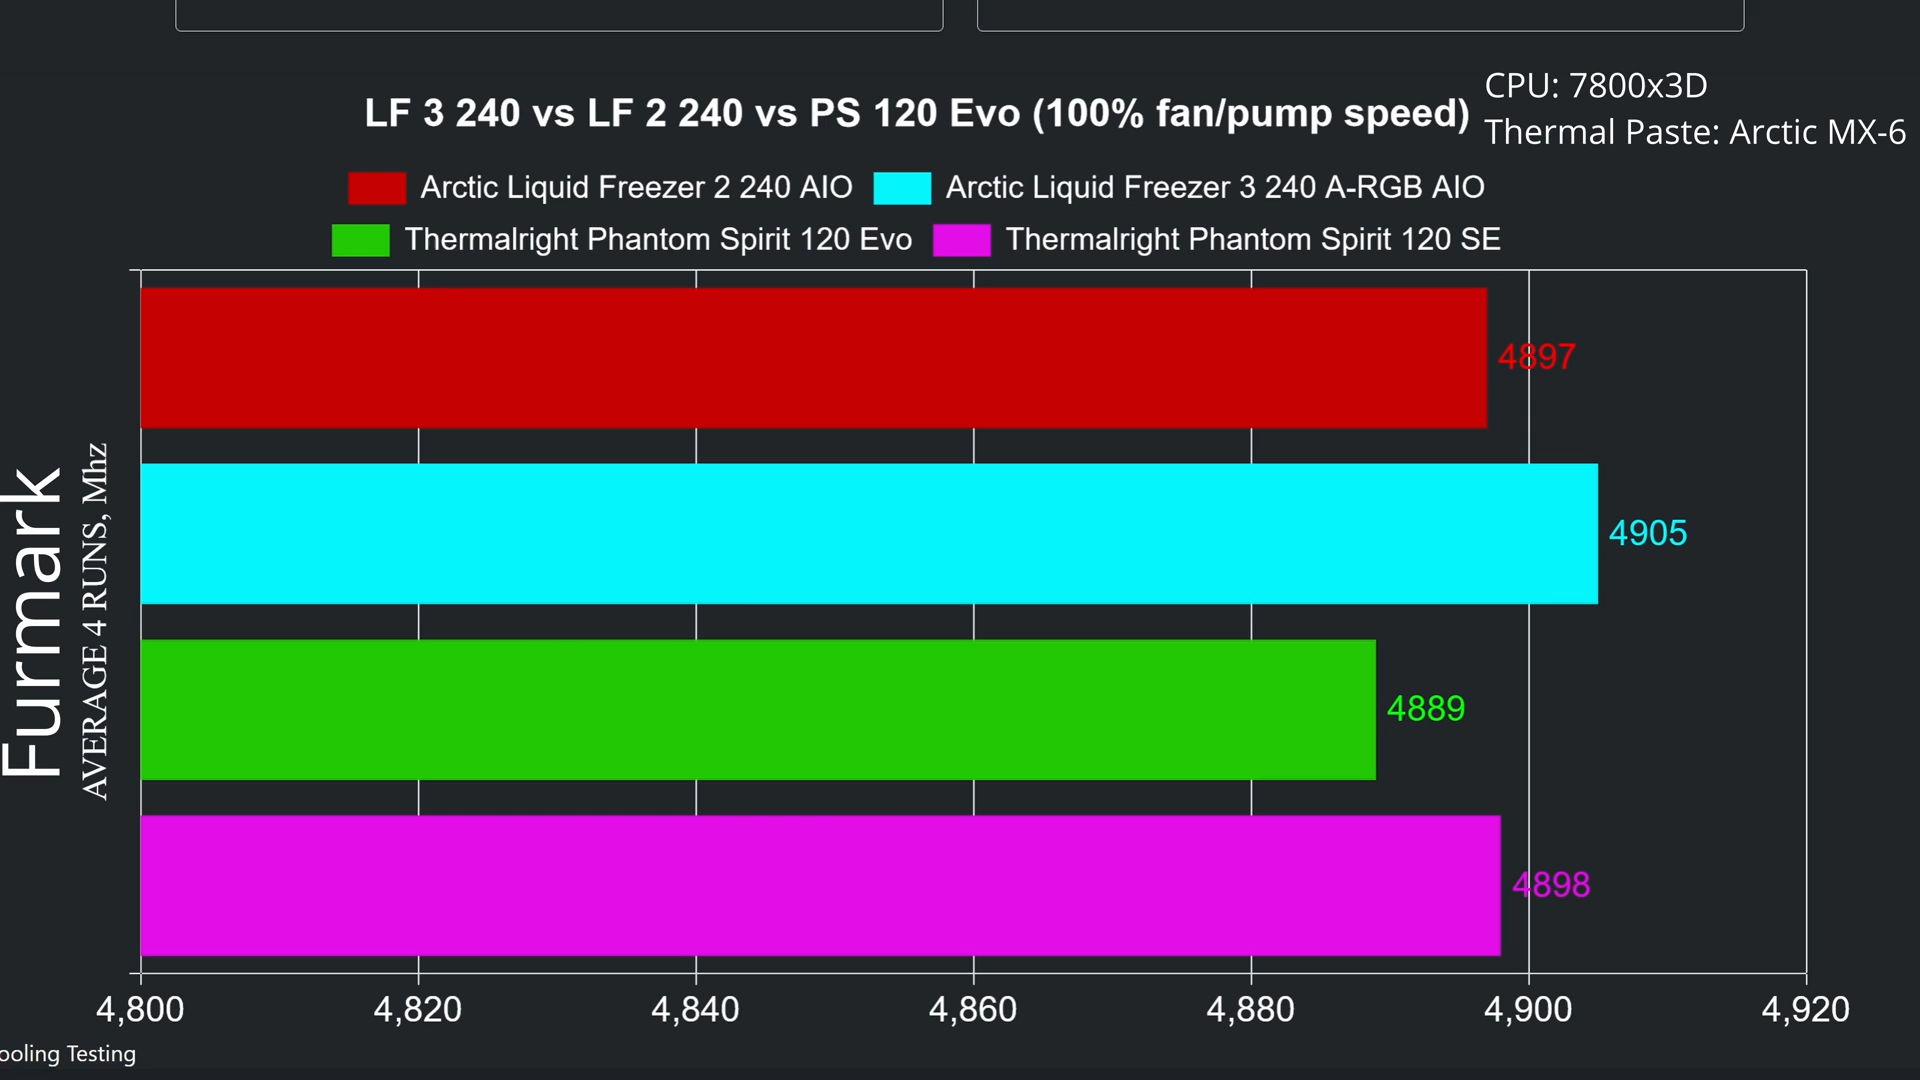 CPU: 7800x3D
Thermal Paste: Arctic MX-6
LF 3 240 vs LF 2 240 vs PS 120 Evo (100% fan/pump speed)
Arctic Liquid Freezer 2 240 AIO
Arctic Liquid Freezer 3 240 A-RGB AIO
Thermalright Phantom Spirit 120 Evo
Thermalright Phantom Spirit 120 SE
Furmark
AVERAGE 4 RUNS, Mhz
4897
4905
4889
4898
4,800 4,820 4,840 4,860 4,880 4,900 4,920
ooling Testing